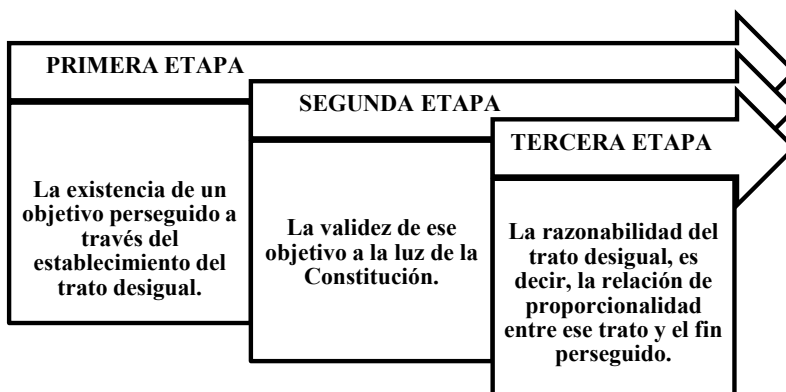 PRIMERA ETAPA
La existencia de un
objetivo perseguido a
través del
establecimiento del
trato desigual.
SEGUNDA ETAPA
La validez de ese
objetivo a la luz de la
Constitución.
TERCERA ETAPA
La razonabilidad del
trato desigual, es
decir, la relación de
proporcionalidad
entre ese trato y el fin
perseguido.